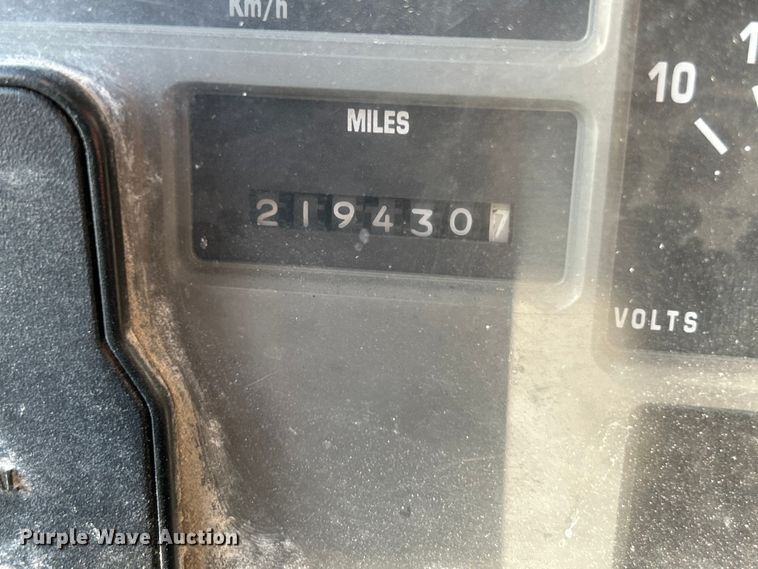 Km/h
10
MILES
2194307
VOLTS
Purple Wave Auction